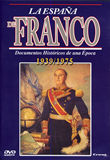 LA ESPAÑA
DE FRANCO
Documentos Históricos de una Época
1939/1975
DVD